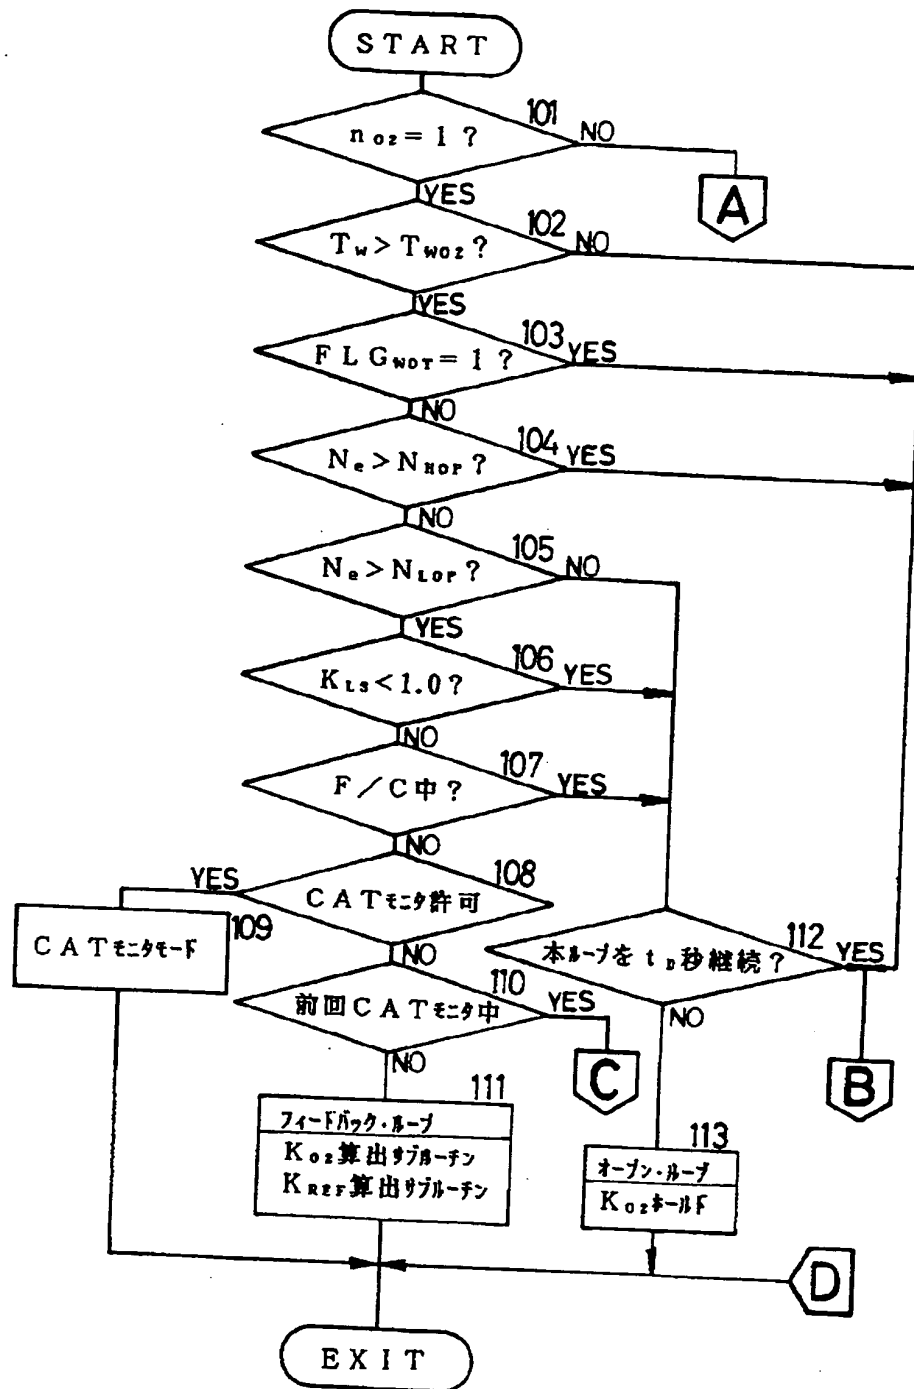 START
101
n02=1?
NO
A
YES
102
Tw>Tw02?
NO
YES
103
FLGWOT=1?
YES
NO
104
Ne>NHOP?
YES
NO
105
Ne>NLOP?
NO
YES
106
KLS<1.0?
YES
NO
107
F/C中?
YES
NO
108
YES
CATモニタ許可
109
CATモニタモード
NO
112
本ループをtD秒継続?
YES
110
前回CATモニタ中
YES
NO
C
B
NO
111
フィードバック・ループ
K02算出サブルーチン
KREF算出サブルーチン
113
オープン・ループ
K02ホールド
D
EXIT